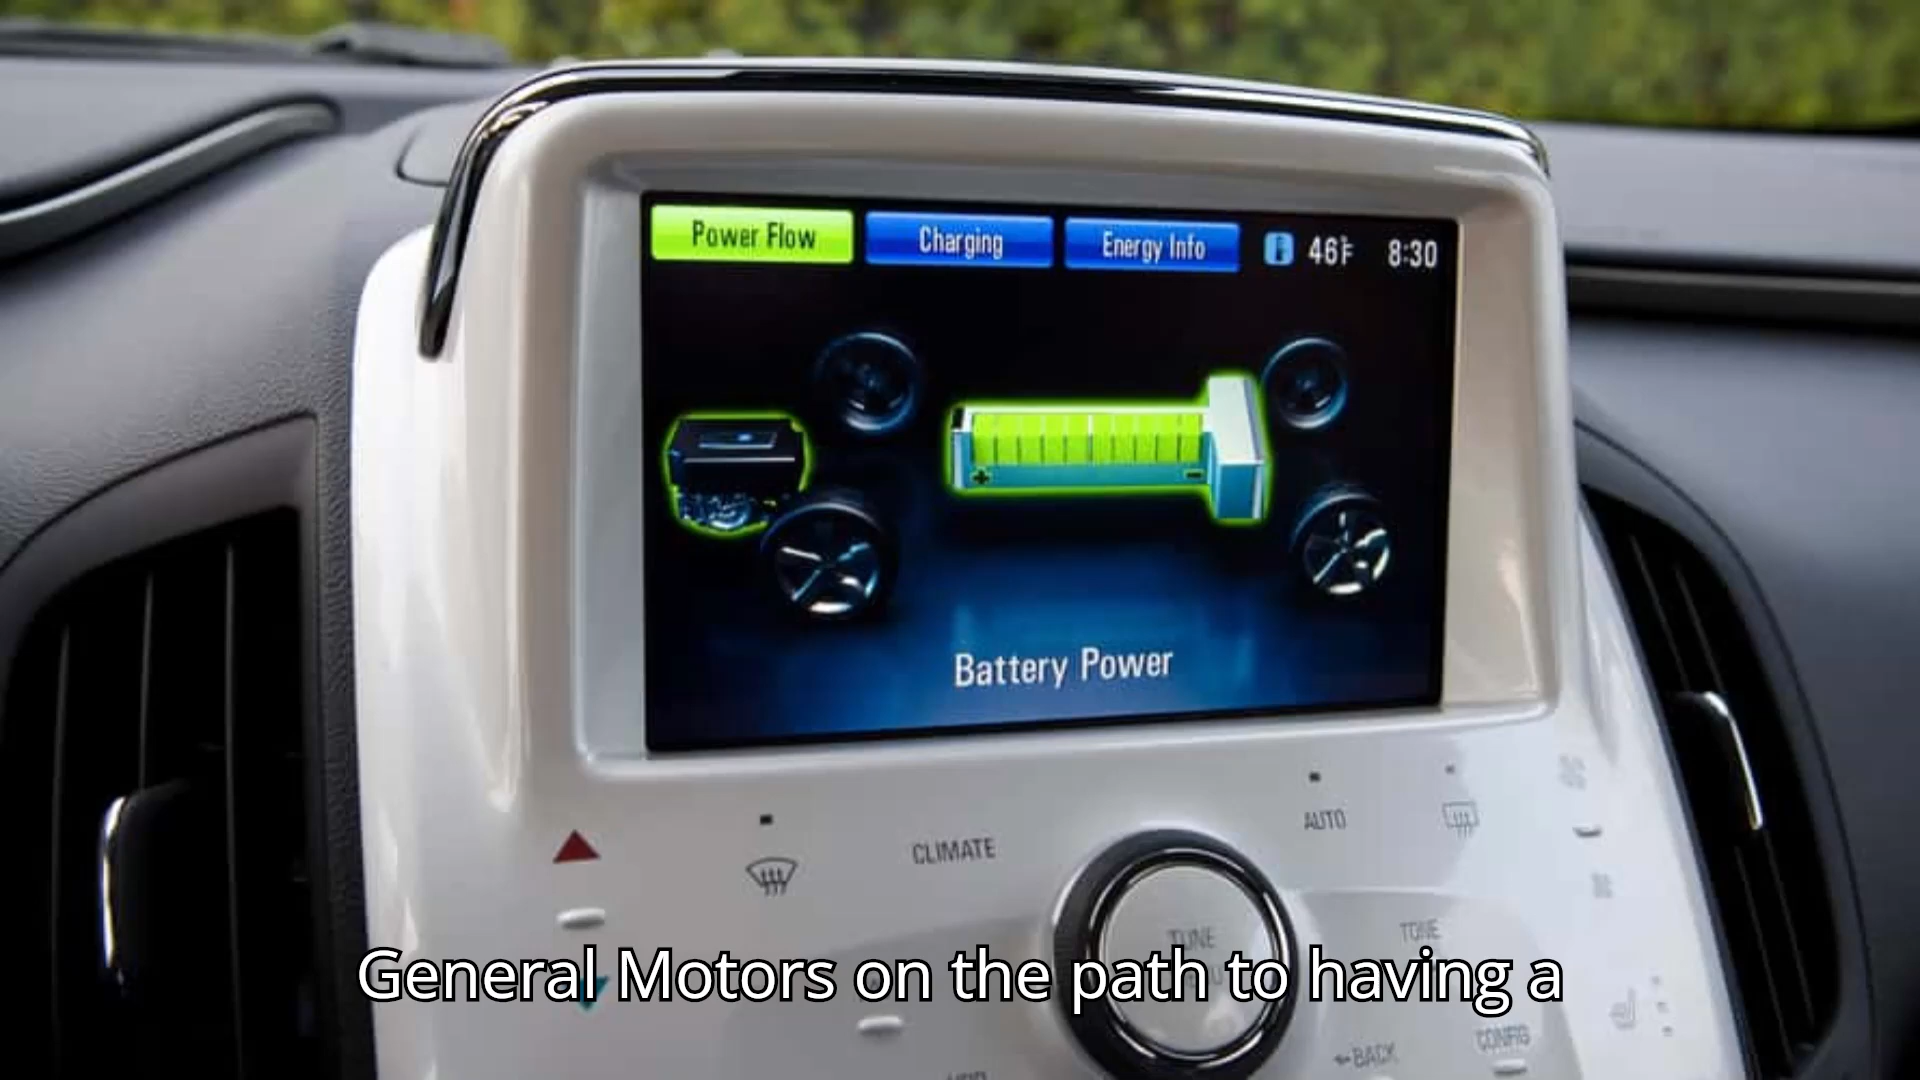 Power Flow
Charging
Energy Info
46°F
8:30
Battery Power
AUTO
CLIMATE
TUNE
TONE
General Motors on the path to having a
CONFIG
BACK